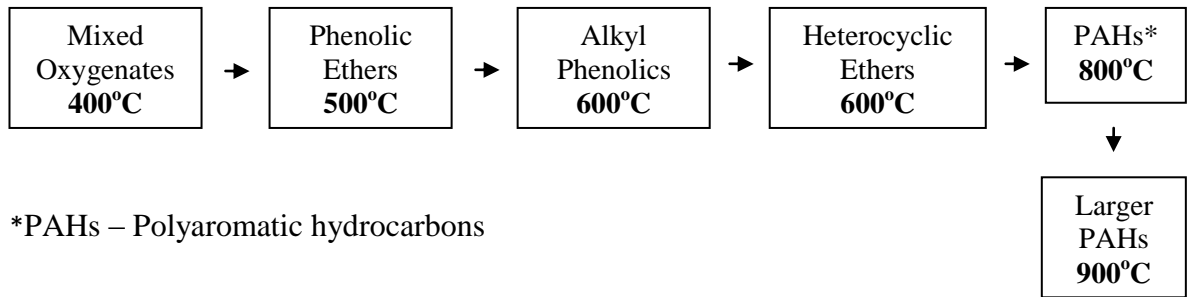 Mixed
Oxygenates
400°C
Phenolic
Ethers
500°C
Alkyl
Phenolics
600°C
Heterocyclic
Ethers
600°C
PAHs*
800°C
Larger
PAHs
900°C
*PAHs – Polyaromatic hydrocarbons